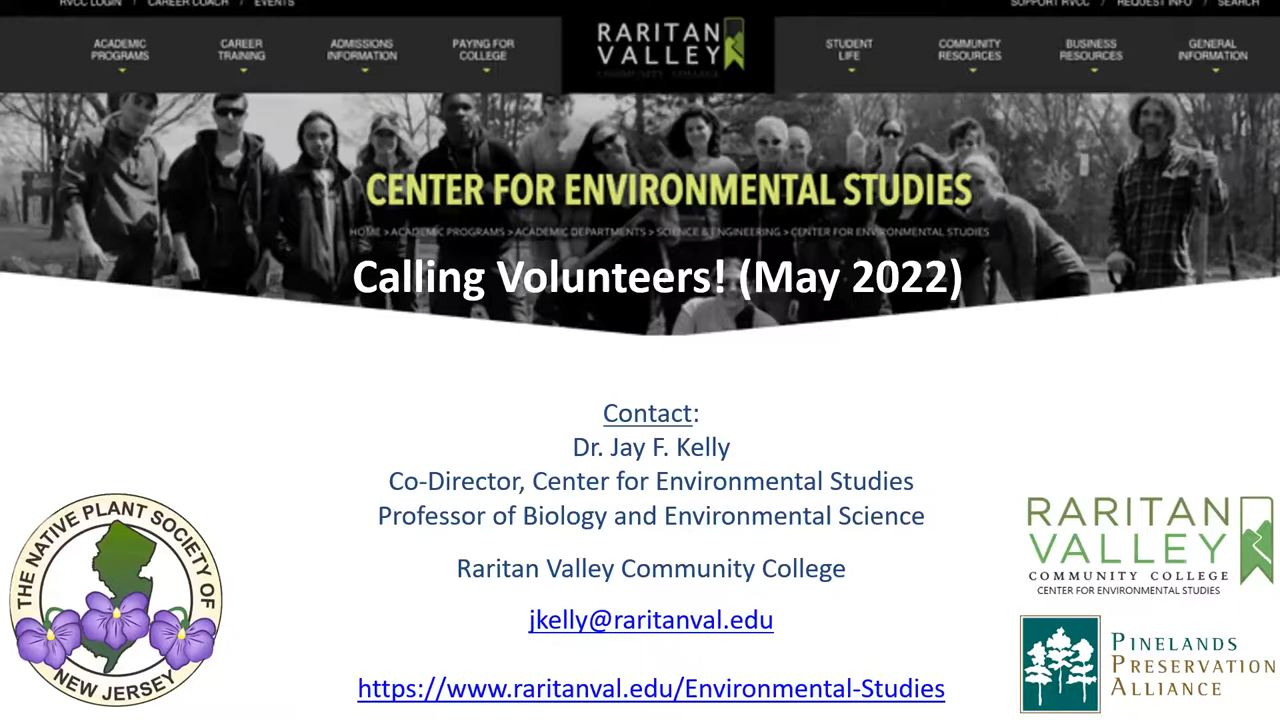 RVCC LOGIN / CAREER COACH / EVENTS
SUPPORT RVCC / REQUEST INFO / SEARCH
ACADEMIC PROGRAMS
CAREER TRAINING
ADMISSIONS INFORMATION
PAYING FOR COLLEGE
RARITAN
VALLEY
COMMUNITY COLLEGE
STUDENT LIFE
COMMUNITY RESOURCES
BUSINESS RESOURCES
GENERAL INFORMATION
CENTER FOR ENVIRONMENTAL STUDIES
HOME > ACADEMIC PROGRAMS > ACADEMIC DEPARTMENTS > SCIENCE & ENGINEERING > CENTER FOR ENVIRONMENTAL STUDIES
Calling Volunteers! (May 2022)
Contact:
Dr. Jay F. Kelly
Co-Director, Center for Environmental Studies
Professor of Biology and Environmental Science
Raritan Valley Community College
jkelly@raritanval.edu
https://www.raritanval.edu/Environmental-Studies
THE NATIVE PLANT SOCIETY OF
NEW JERSEY
RARITAN
VALLEY
COMMUNITY COLLEGE
CENTER FOR ENVIRONMENTAL STUDIES
PINELANDS
PRESERVATION
ALLIANCE